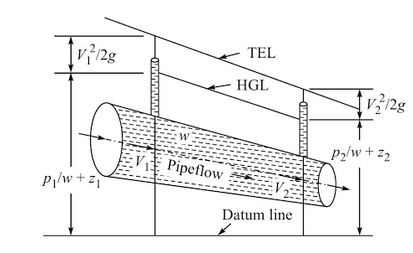 V₁²/2g
TEL
HGL
V₂²/2g
w
V₁
Pipeflow
V₂
p₁/w + z₁
p₂/w + z₂
Datum line